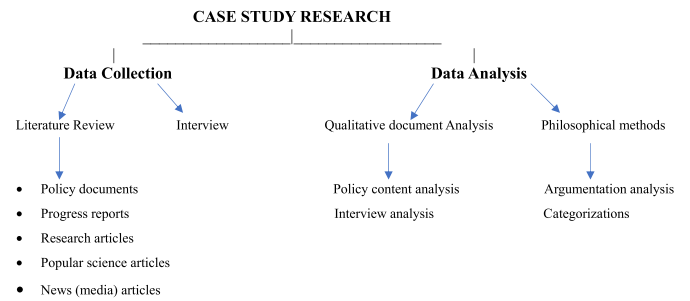 CASE STUDY RESEARCH
Data Collection Data Analysis
Literature Review Interview Qualitative document Analysis Philosophical methods
• Policy documents Policy content analysis Argumentation analysis
• Progress reports Interview analysis Categorizations
• Research articles
• Popular science articles
• News (media) articles